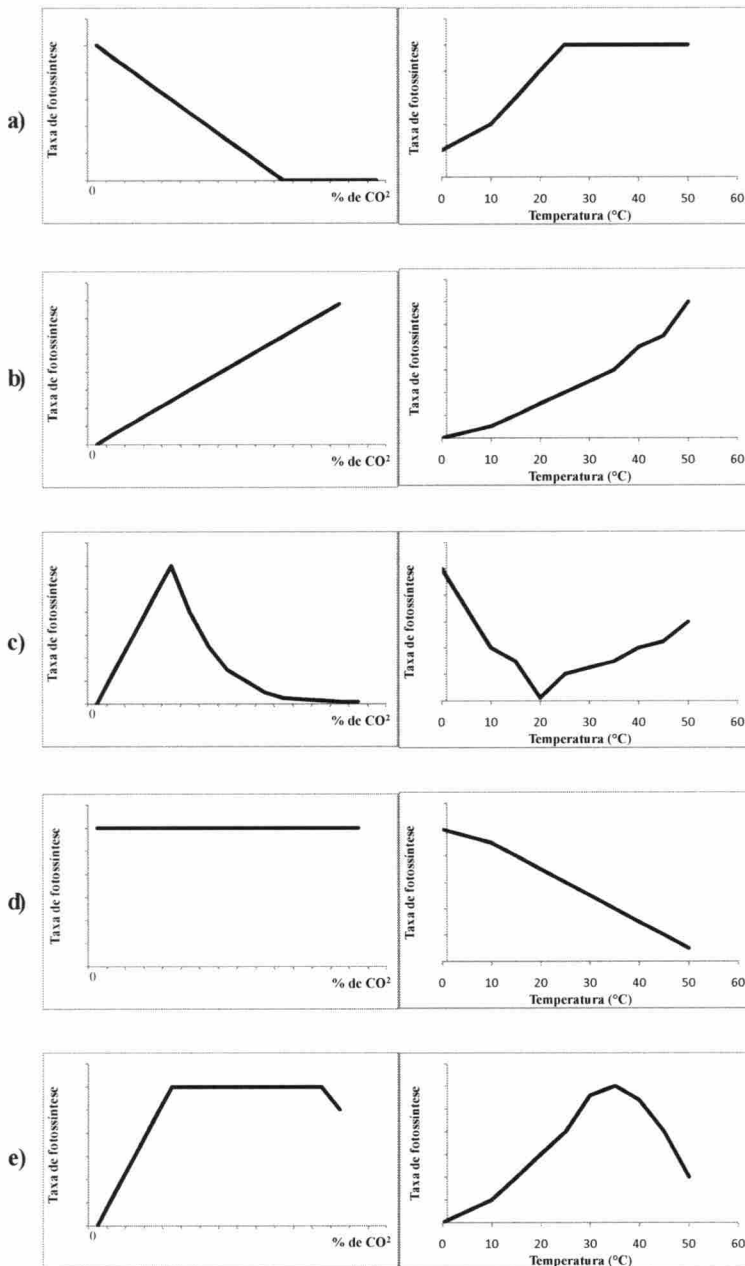 a)
Taxa de fotossíntese
0
% de CO²
Taxa de fotossíntese
0 10 20 30 40 50 60
Temperatura (°C)
b)
Taxa de fotossíntese
0
% de CO²
Taxa de fotossíntese
0 10 20 30 40 50 60
Temperatura (°C)
c)
Taxa de fotossíntese
0
% de CO²
Taxa de fotossíntese
0 10 20 30 40 50 60
Temperatura (°C)
d)
Taxa de fotossíntese
0
% de CO²
Taxa de fotossíntese
0 10 20 30 40 50 60
Temperatura (°C)
e)
Taxa de fotossíntese
0
% de CO²
Taxa de fotossíntese
0 10 20 30 40 50 60
Temperatura (°C)